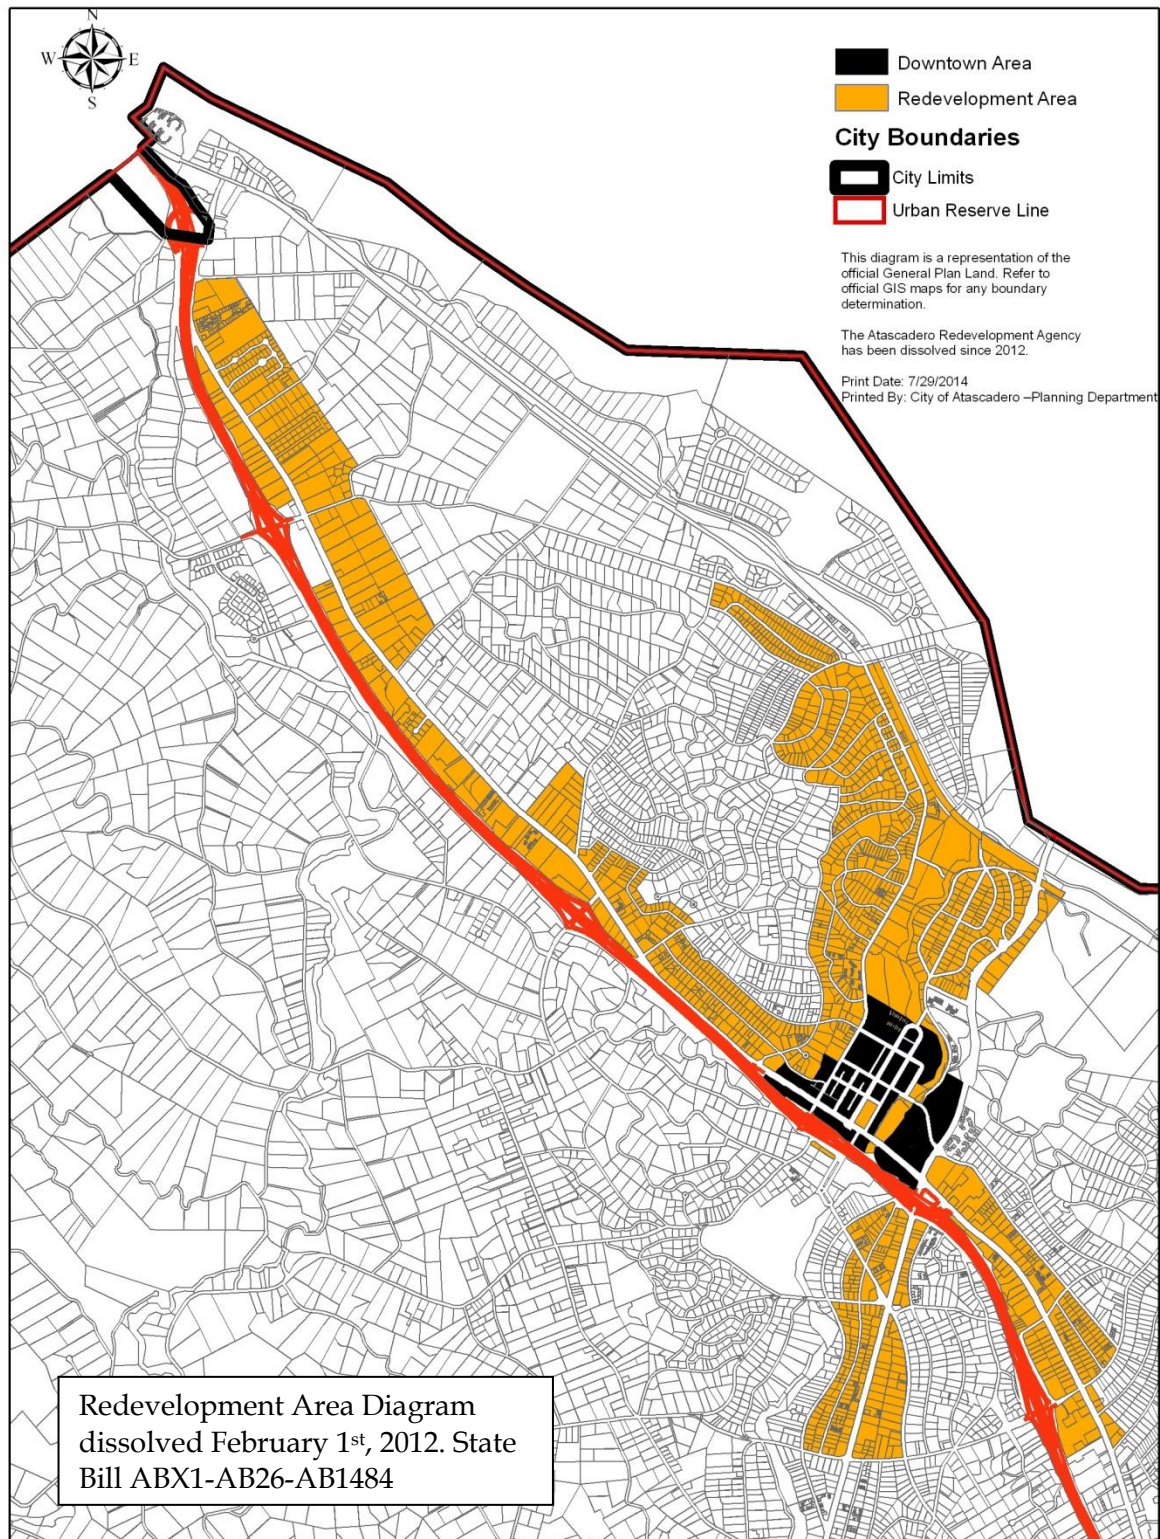 N
W E
S
Downtown Area
Redevelopment Area
City Boundaries
City Limits
Urban Reserve Line
This diagram is a representation of the
official General Plan Land. Refer to
official GIS maps for any boundary
determination.
The Atascadero Redevelopment Agency
has been dissolved since 2012.
Print Date: 7/29/2014
Printed By: City of Atascadero –Planning Department
Redevelopment Area Diagram
dissolved February 1st, 2012. State
Bill ABX1-AB26-AB1484